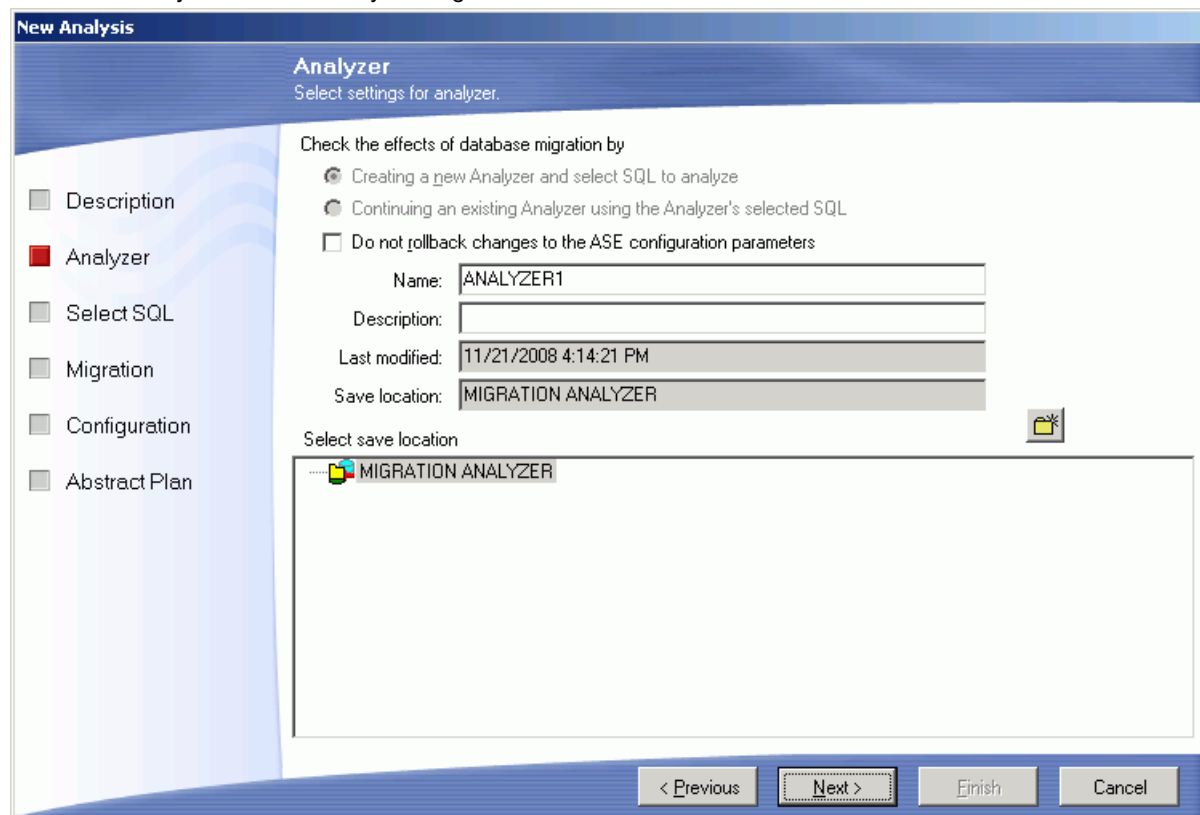 New Analysis
Analyzer
Select settings for analyzer.
Description
Analyzer
Select SQL
Migration
Configuration
Abstract Plan
Check the effects of database migration by
Creating a new Analyzer and select SQL to analyze
Continuing an existing Analyzer using the Analyzer's selected SQL
Do not rollback changes to the ASE configuration parameters
Name: ANALYZER1
Description:
Last modified: 11/21/2008 4:14:21 PM
Save location: MIGRATION ANALYZER
Select save location
MIGRATION ANALYZER
< Previous Next > Finish Cancel